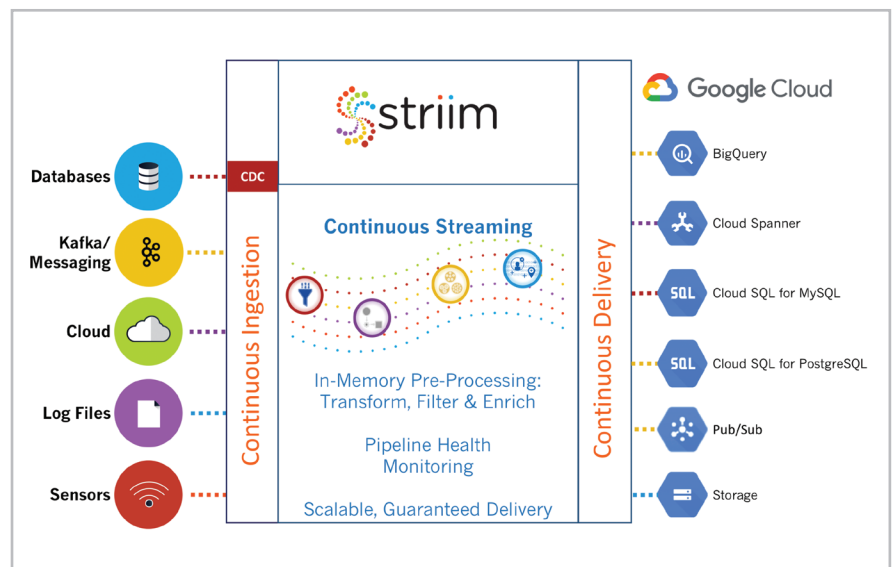 striim
Google Cloud
Databases
Kafka/
Messaging
Cloud
Log Files
Sensors
CDC
Continuous Ingestion
Continuous Streaming
In-Memory Pre-Processing:
Transform, Filter & Enrich
Pipeline Health
Monitoring
Scalable, Guaranteed Delivery
Continuous Delivery
BigQuery
Cloud Spanner
SQL
Cloud SQL for MySQL
SQL
Cloud SQL for PostgreSQL
Pub/Sub
Storage